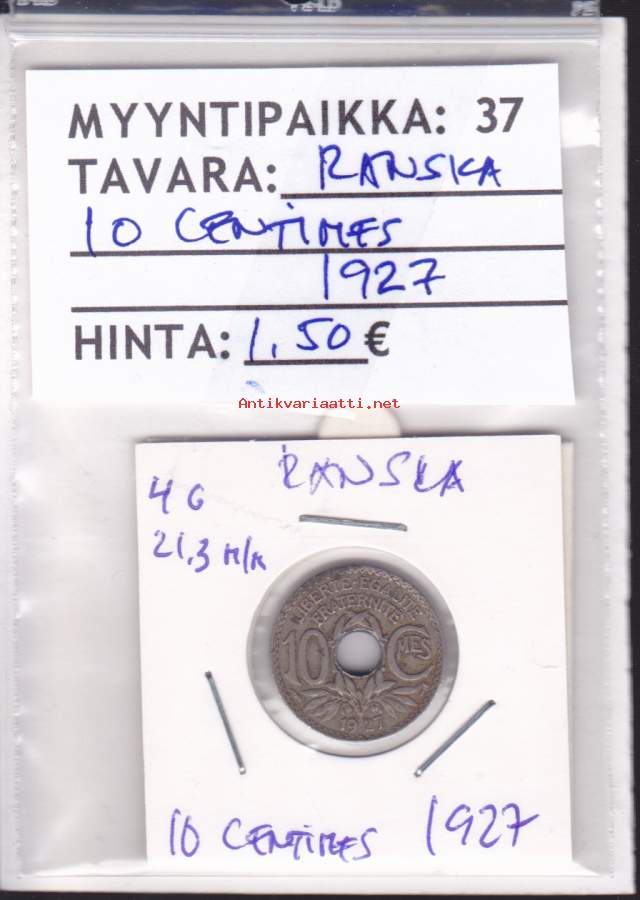 MYYNTIPAIKKA: 37
TAVARA: RANSKA
10 CENTIMES
1927
HINTA: 1,50 €
Antikvariaatti.net
RANSKA
4 G
21,3 m/m
LIBERTE·EGALITE
FRATERNITE
10 CMES
1927
10 CENTIMES 1927